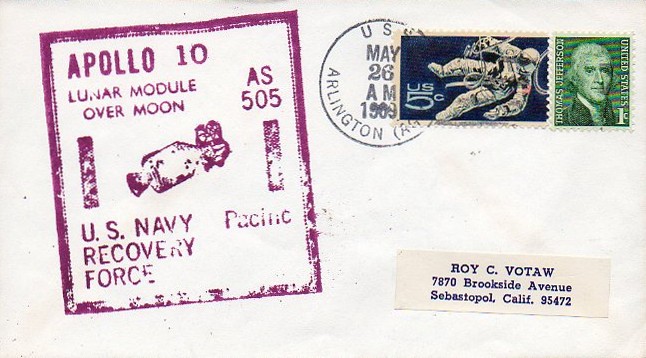 APOLLO 10
LUNAR MODULE
OVER MOON
AS
505
U.S. NAVY
RECOVERY
FORCE
Pacific
U S
MAY
26
AM
1969
ARLINGTON
US
5c
THOMAS JEFFERSON
UNITED STATES
1c
ROY C. VOTAW
7870 Brookside Avenue
Sebastopol, Calif. 95472